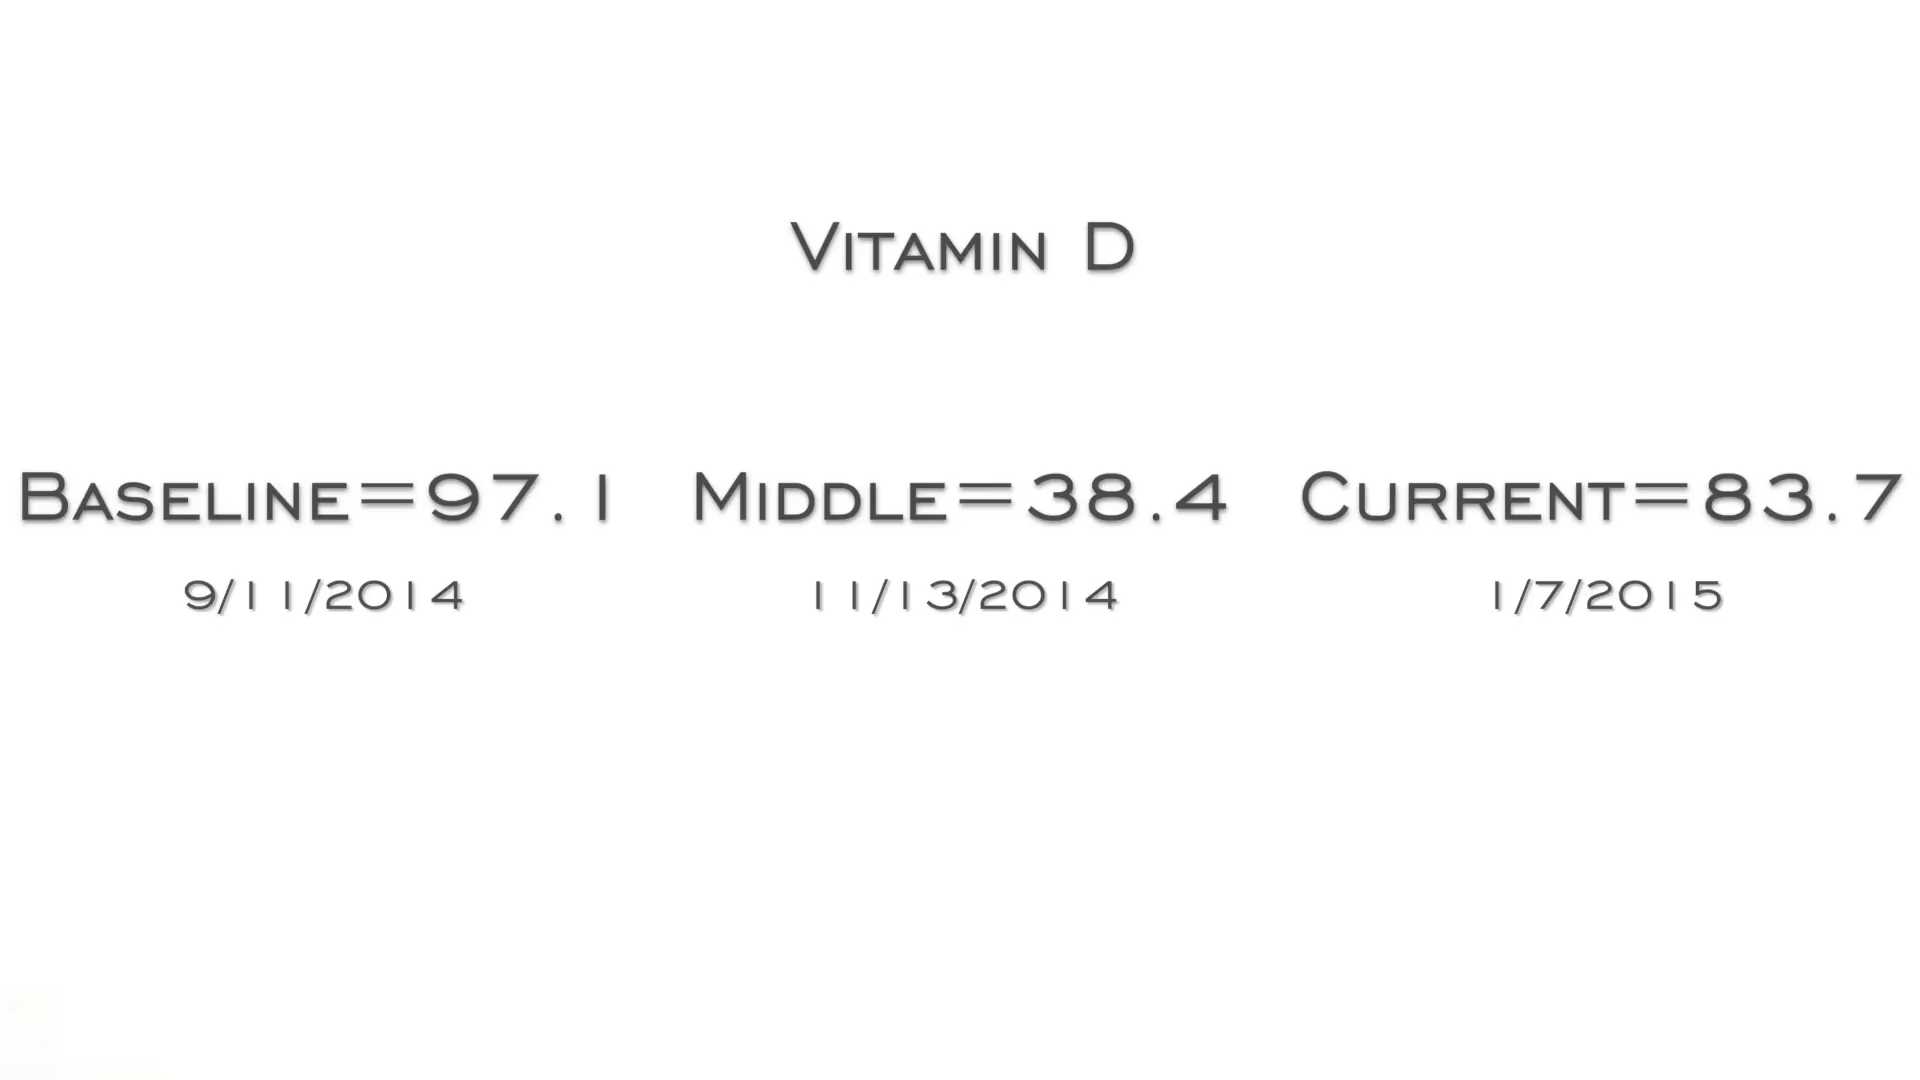 Vitamin D
Baseline=97.1 Middle=38.4 Current=83.7
9/11/2014 11/13/2014 1/7/2015